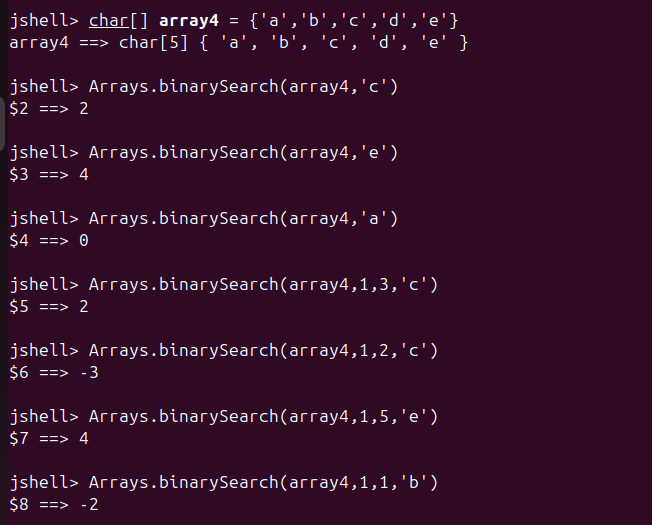 jshell> char[] array4 = {'a','b','c','d','e'}
array4 ==> char[5] { 'a', 'b', 'c', 'd', 'e' }
jshell> Arrays.binarySearch(array4,'c')
$2 ==> 2
jshell> Arrays.binarySearch(array4,'e')
$3 ==> 4
jshell> Arrays.binarySearch(array4,'a')
$4 ==> 0
jshell> Arrays.binarySearch(array4,1,3,'c')
$5 ==> 2
jshell> Arrays.binarySearch(array4,1,2,'c')
$6 ==> -3
jshell> Arrays.binarySearch(array4,1,5,'e')
$7 ==> 4
jshell> Arrays.binarySearch(array4,1,1,'b')
$8 ==> -2